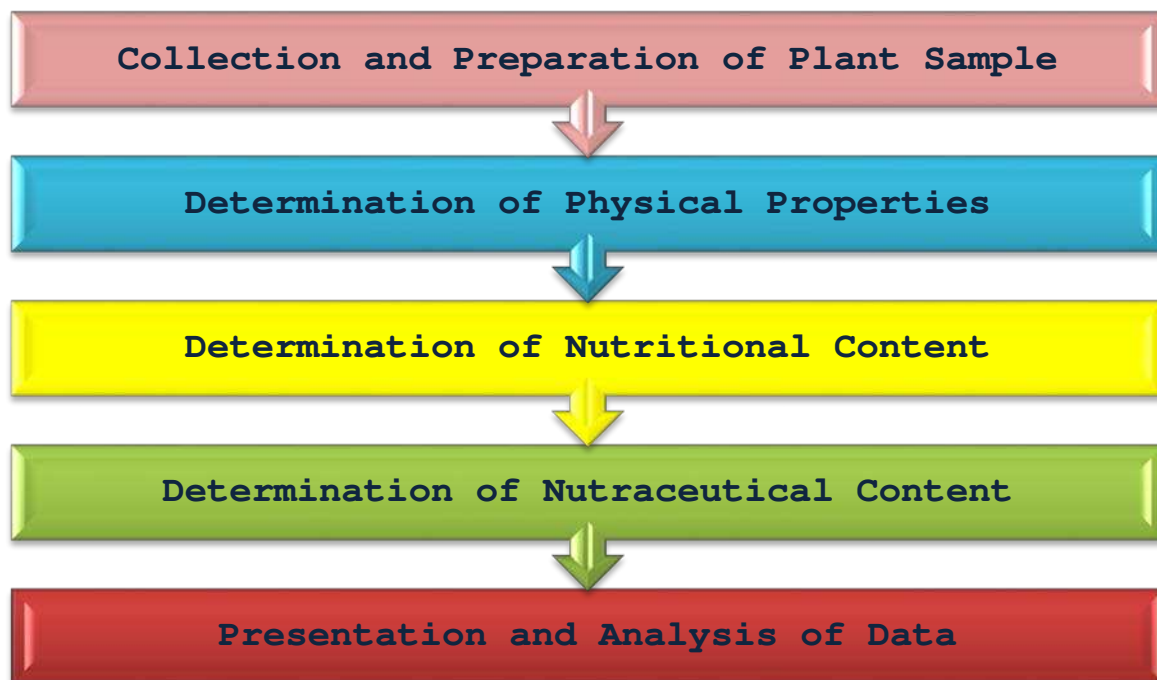 Collection and Preparation of Plant Sample
Determination of Physical Properties
Determination of Nutritional Content
Determination of Nutraceutical Content
Presentation and Analysis of Data